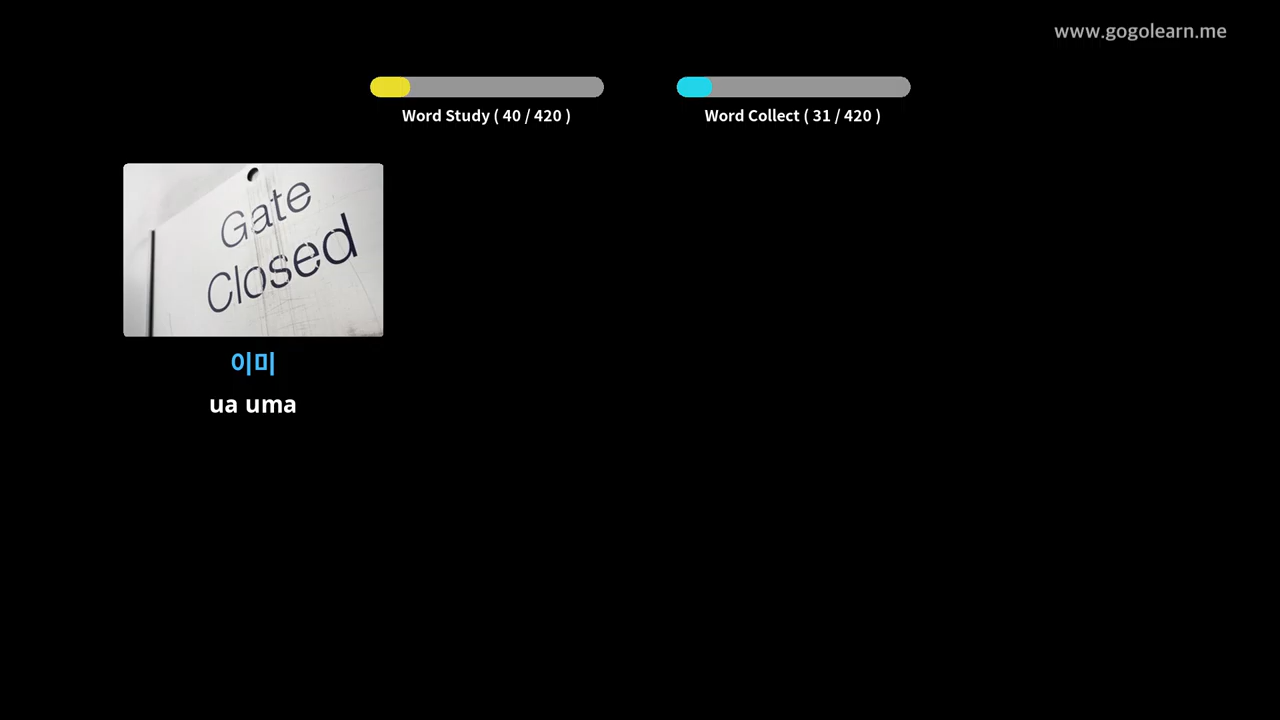 www.gogolearn.me
Word Study ( 40 / 420 )
Word Collect ( 31 / 420 )
Gate
Closed
이미
ua uma